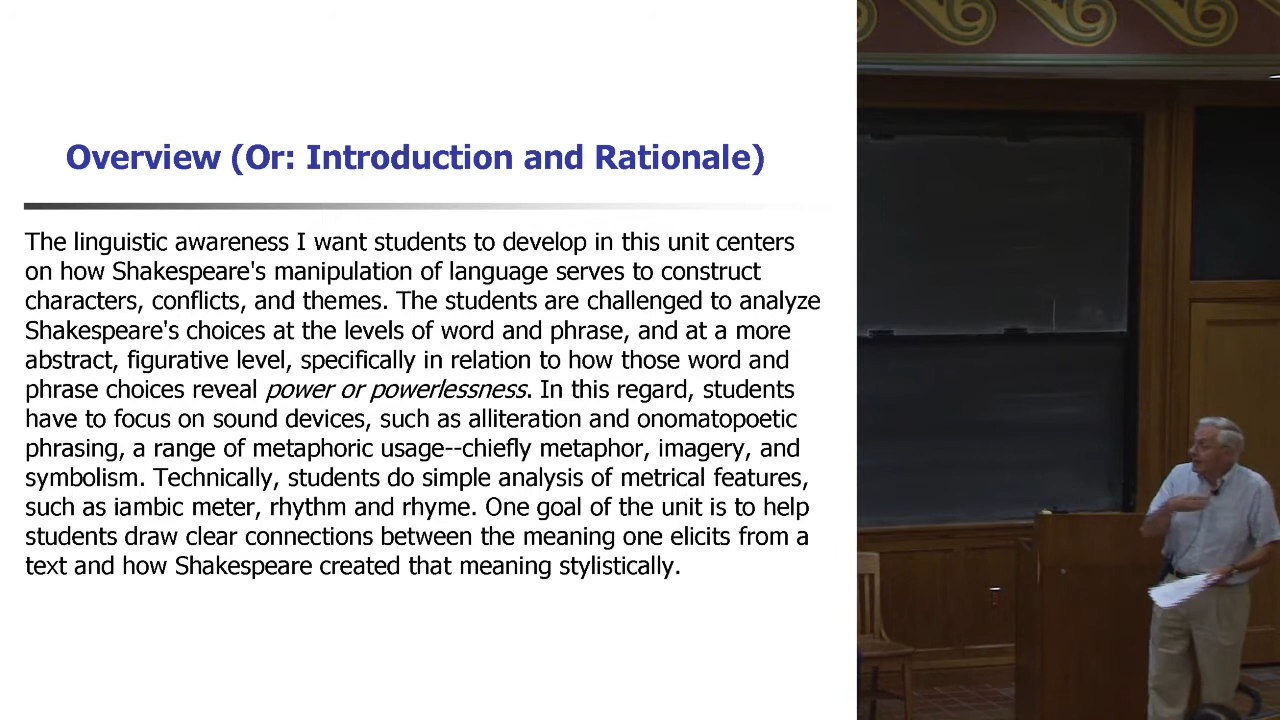 Overview (Or: Introduction and Rationale)
The linguistic awareness I want students to develop in this unit centers
on how Shakespeare's manipulation of language serves to construct
characters, conflicts, and themes. The students are challenged to analyze
Shakespeare's choices at the levels of word and phrase, and at a more
abstract, figurative level, specifically in relation to how those word and
phrase choices reveal power or powerlessness. In this regard, students
have to focus on sound devices, such as alliteration and onomatopoetic
phrasing, a range of metaphoric usage--chiefly metaphor, imagery, and
symbolism. Technically, students do simple analysis of metrical features,
such as iambic meter, rhythm and rhyme. One goal of the unit is to help
students draw clear connections between the meaning one elicits from a
text and how Shakespeare created that meaning stylistically.